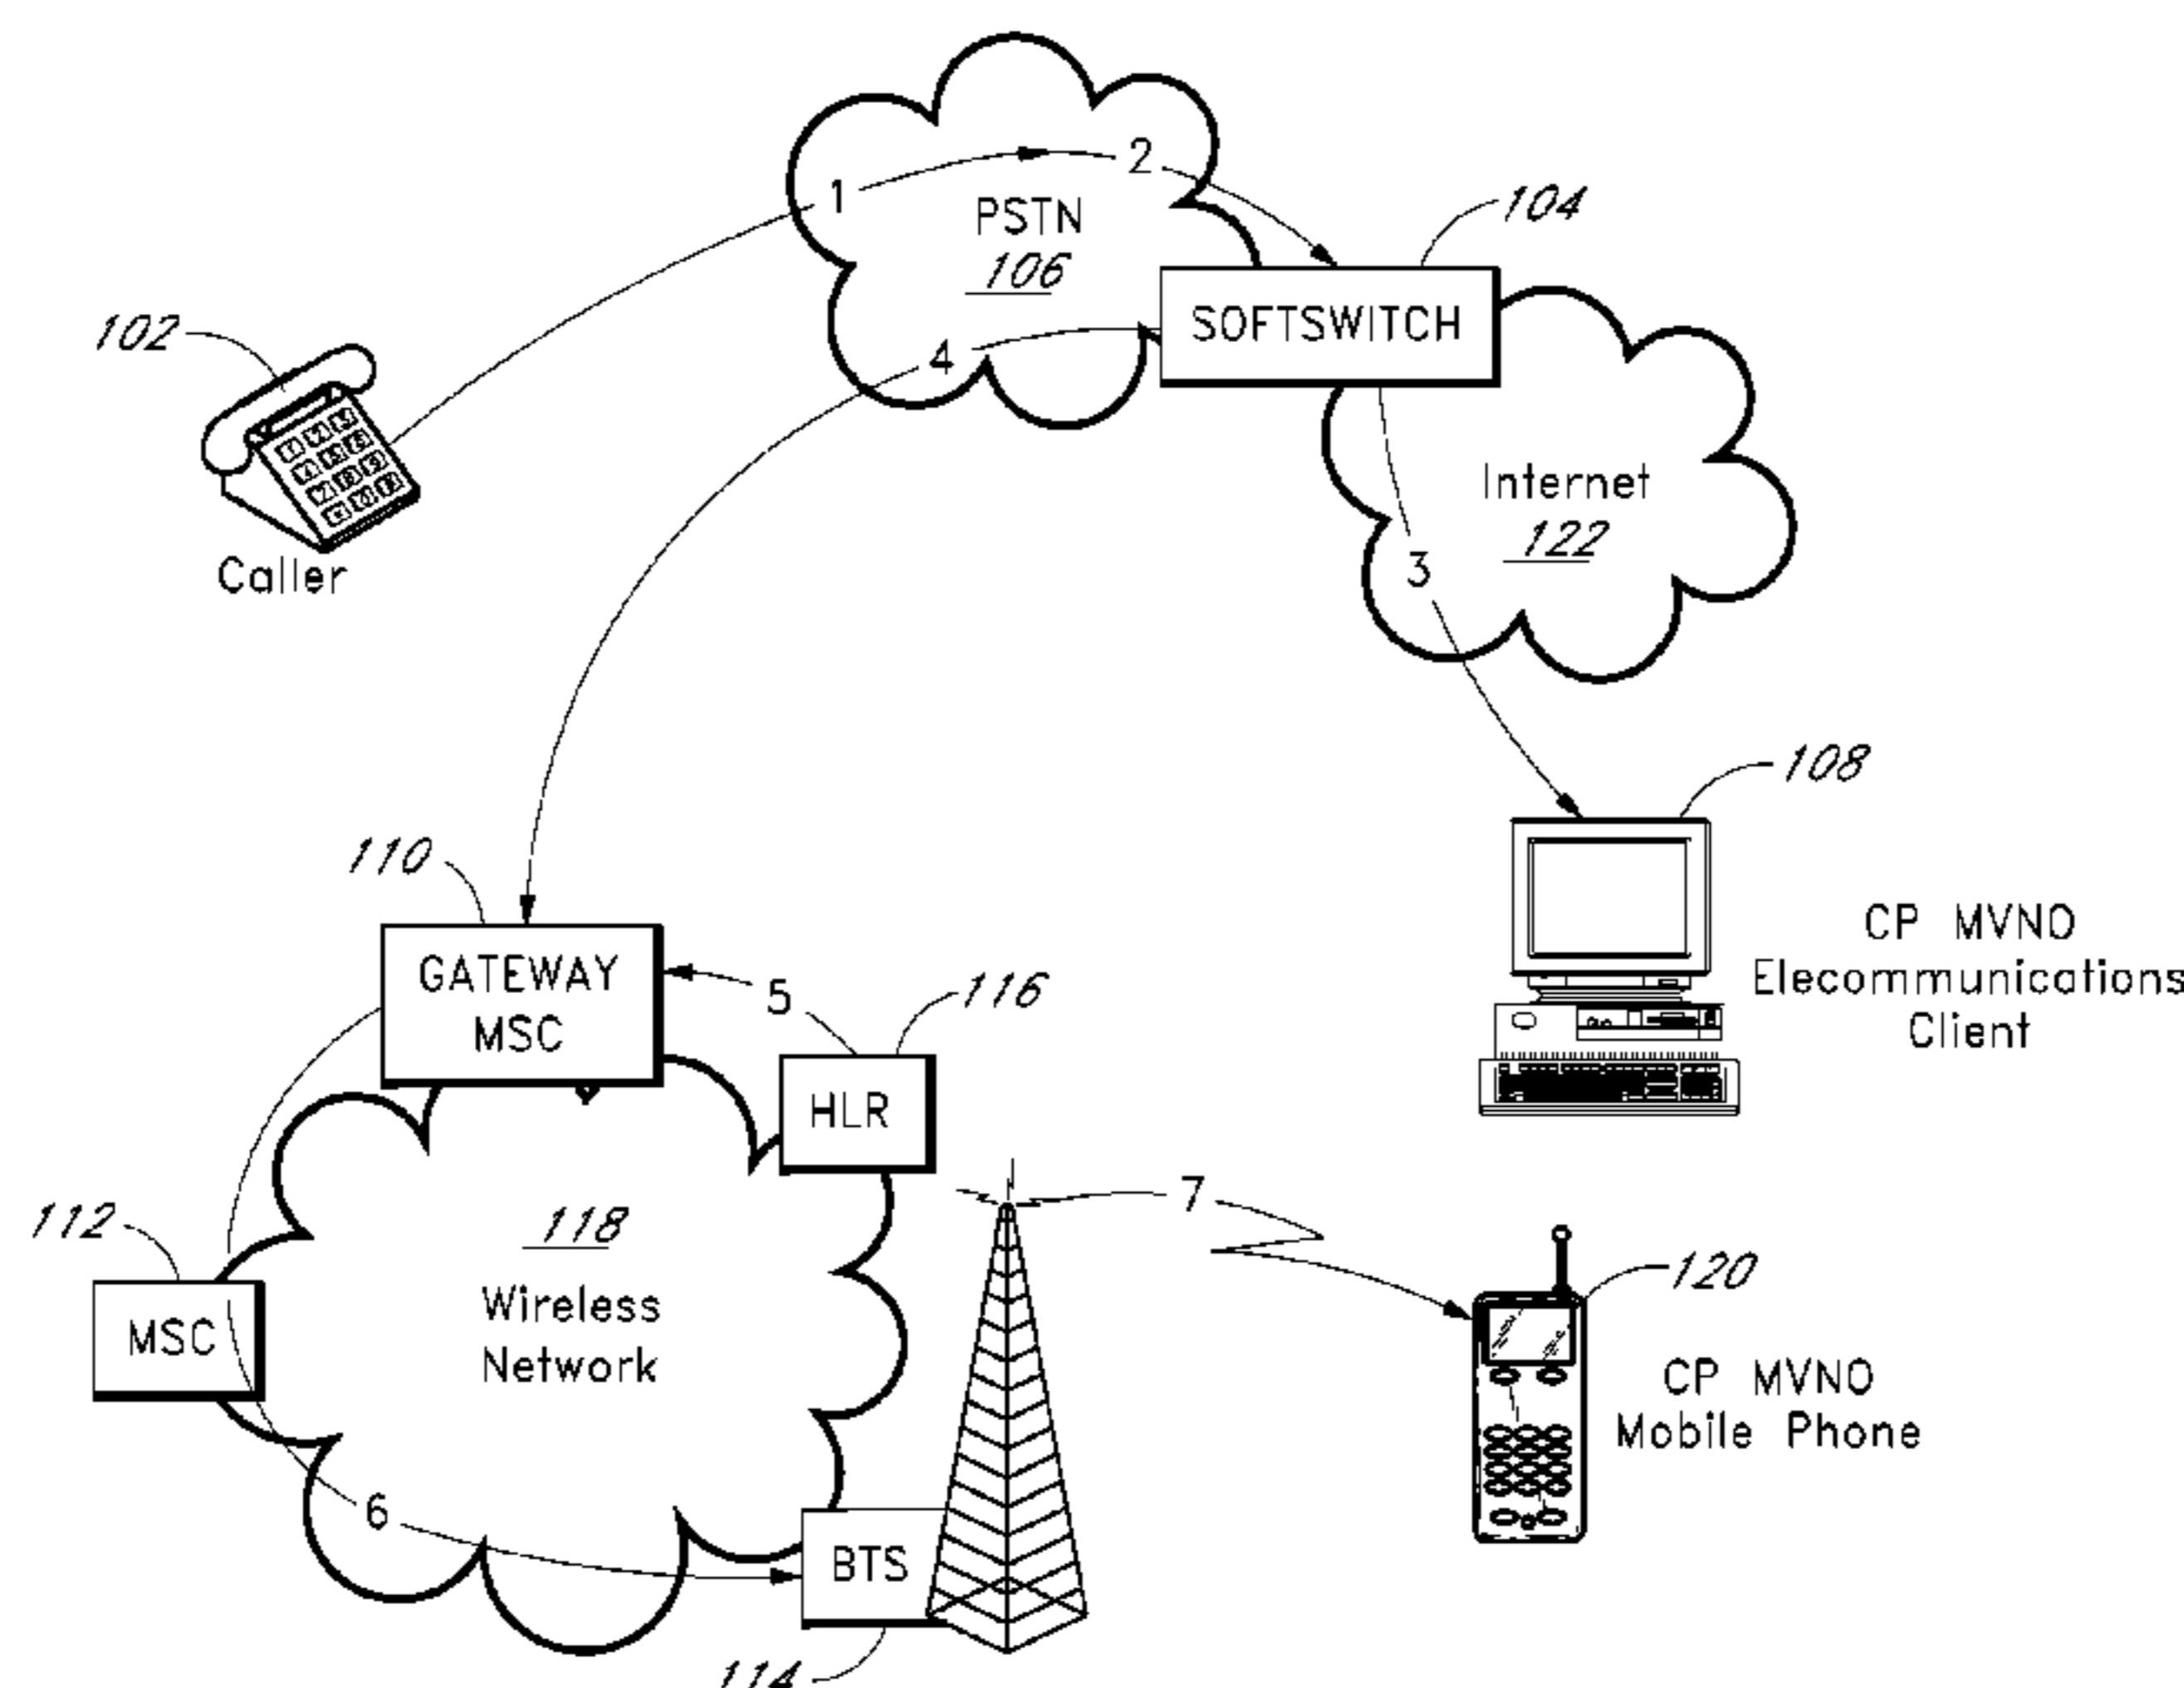 1
2
PSTN
106
104
SOFTSWITCH
102
4
Internet
122
3
Caller
108
110
GATEWAY
MSC
5
116
CP MVNO
Elecommunications
Client
HLR
7
112
118
120
MSC
Wireless
Network
CP MVNO
Mobile Phone
6
BTS
114